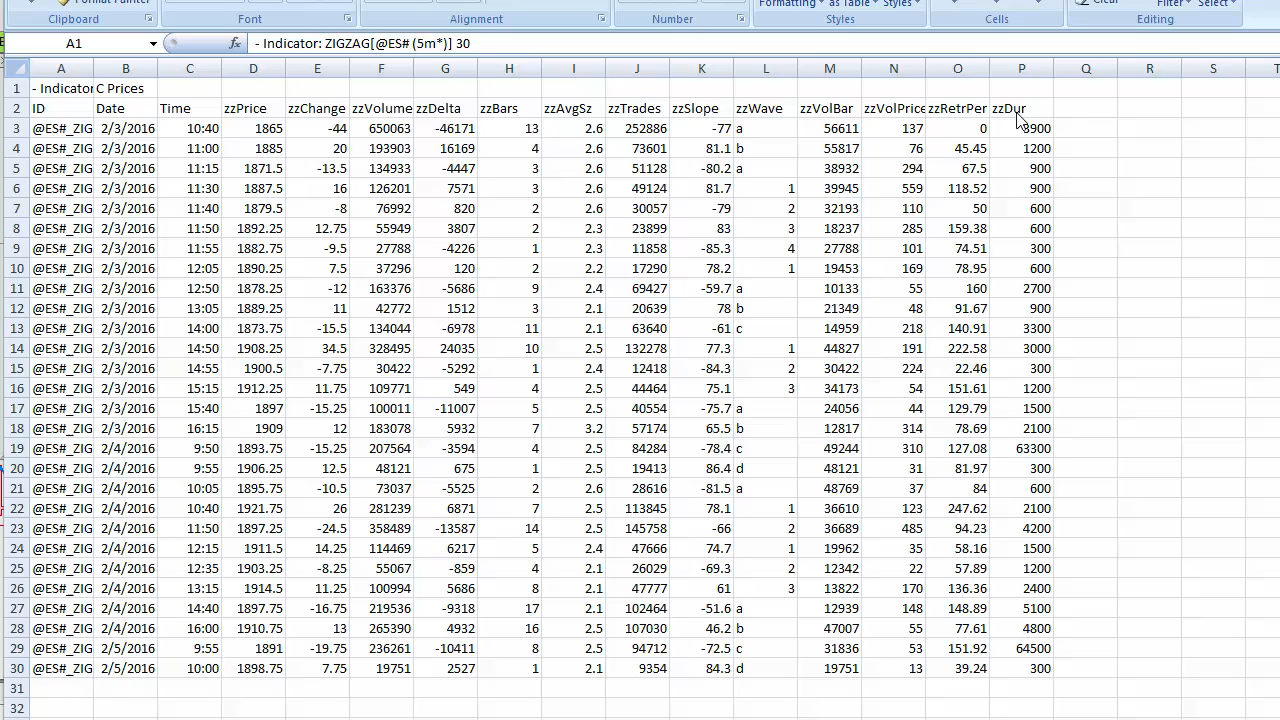 Format Painter
Formatting as Table Styles
Clear Filter Select
Clipboard Font Alignment Number Styles Cells Editing
A1 fx - Indicator: ZIGZAG[@ES# (5m*)] 30
A B C D E F G H I J K L M N O P Q R S T
1 - Indicator C Prices
2 ID Date Time zzPrice zzChange zzVolume zzDelta zzBars zzAvgSz zzTrades zzSlope zzWave zzVolBar zzVolPrice zzRetrPer zzDur
3 @ES#_ZIG 2/3/2016 10:40 1865 -44 650063 -46171 13 2.6 252886 -77 a 56611 137 0 3900
4 @ES#_ZIG 2/3/2016 11:00 1885 20 193903 16169 4 2.6 73601 81.1 b 55817 76 45.45 1200
5 @ES#_ZIG 2/3/2016 11:15 1871.5 -13.5 134933 -4447 3 2.6 51128 -80.2 a 38932 294 67.5 900
6 @ES#_ZIG 2/3/2016 11:30 1887.5 16 126201 7571 3 2.6 49124 81.7 1 39945 559 118.52 900
7 @ES#_ZIG 2/3/2016 11:40 1879.5 -8 76992 820 2 2.6 30057 -79 2 32193 110 50 600
8 @ES#_ZIG 2/3/2016 11:50 1892.25 12.75 55949 3807 2 2.3 23899 83 3 18237 285 159.38 600
9 @ES#_ZIG 2/3/2016 11:55 1882.75 -9.5 27788 -4226 1 2.3 11858 -85.3 4 27788 101 74.51 300
10 @ES#_ZIG 2/3/2016 12:05 1890.25 7.5 37296 120 2 2.2 17290 78.2 1 19453 169 78.95 600
11 @ES#_ZIG 2/3/2016 12:50 1878.25 -12 163376 -5686 9 2.4 69427 -59.7 a 10133 55 160 2700
12 @ES#_ZIG 2/3/2016 13:05 1889.25 11 42772 1512 3 2.1 20639 78 b 21349 48 91.67 900
13 @ES#_ZIG 2/3/2016 14:00 1873.75 -15.5 134044 -6978 11 2.1 63640 -61 c 14959 218 140.91 3300
14 @ES#_ZIG 2/3/2016 14:50 1908.25 34.5 328495 24035 10 2.5 132278 77.3 1 44827 191 222.58 3000
15 @ES#_ZIG 2/3/2016 14:55 1900.5 -7.75 30422 -5292 1 2.4 12418 -84.3 2 30422 224 22.46 300
16 @ES#_ZIG 2/3/2016 15:15 1912.25 11.75 109771 549 4 2.5 44464 75.1 3 34173 54 151.61 1200
17 @ES#_ZIG 2/3/2016 15:40 1897 -15.25 100011 -11007 5 2.5 40554 -75.7 a 24056 44 129.79 1500
18 @ES#_ZIG 2/3/2016 16:15 1909 12 183078 5932 7 3.2 57174 65.5 b 12817 314 78.69 2100
19 @ES#_ZIG 2/4/2016 9:50 1893.75 -15.25 207564 -3594 4 2.5 84284 -78.4 c 49244 310 127.08 63300
20 @ES#_ZIG 2/4/2016 9:55 1906.25 12.5 48121 675 1 2.5 19413 86.4 d 48121 31 81.97 300
21 @ES#_ZIG 2/4/2016 10:05 1895.75 -10.5 73037 -5525 2 2.6 28616 -81.5 a 48769 37 84 600
22 @ES#_ZIG 2/4/2016 10:40 1921.75 26 281239 6871 7 2.5 113845 78.1 1 36610 123 247.62 2100
23 @ES#_ZIG 2/4/2016 11:50 1897.25 -24.5 358489 -13587 14 2.5 145758 -66 2 36689 485 94.23 4200
24 @ES#_ZIG 2/4/2016 12:15 1911.5 14.25 114469 6217 5 2.4 47666 74.7 1 19962 35 58.16 1500
25 @ES#_ZIG 2/4/2016 12:35 1903.25 -8.25 55067 -859 4 2.1 26029 -69.3 2 12342 22 57.89 1200
26 @ES#_ZIG 2/4/2016 13:15 1914.5 11.25 100994 5686 8 2.1 47777 61 3 13822 170 136.36 2400
27 @ES#_ZIG 2/4/2016 14:40 1897.75 -16.75 219536 -9318 17 2.1 102464 -51.6 a 12939 148 148.89 5100
28 @ES#_ZIG 2/4/2016 16:00 1910.75 13 265390 4932 16 2.5 107030 46.2 b 47007 55 77.61 4800
29 @ES#_ZIG 2/5/2016 9:55 1891 -19.75 236261 -10411 8 2.5 94712 -72.5 c 31836 53 151.92 64500
30 @ES#_ZIG 2/5/2016 10:00 1898.75 7.75 19751 2527 1 2.1 9354 84.3 d 19751 13 39.24 300
31
32